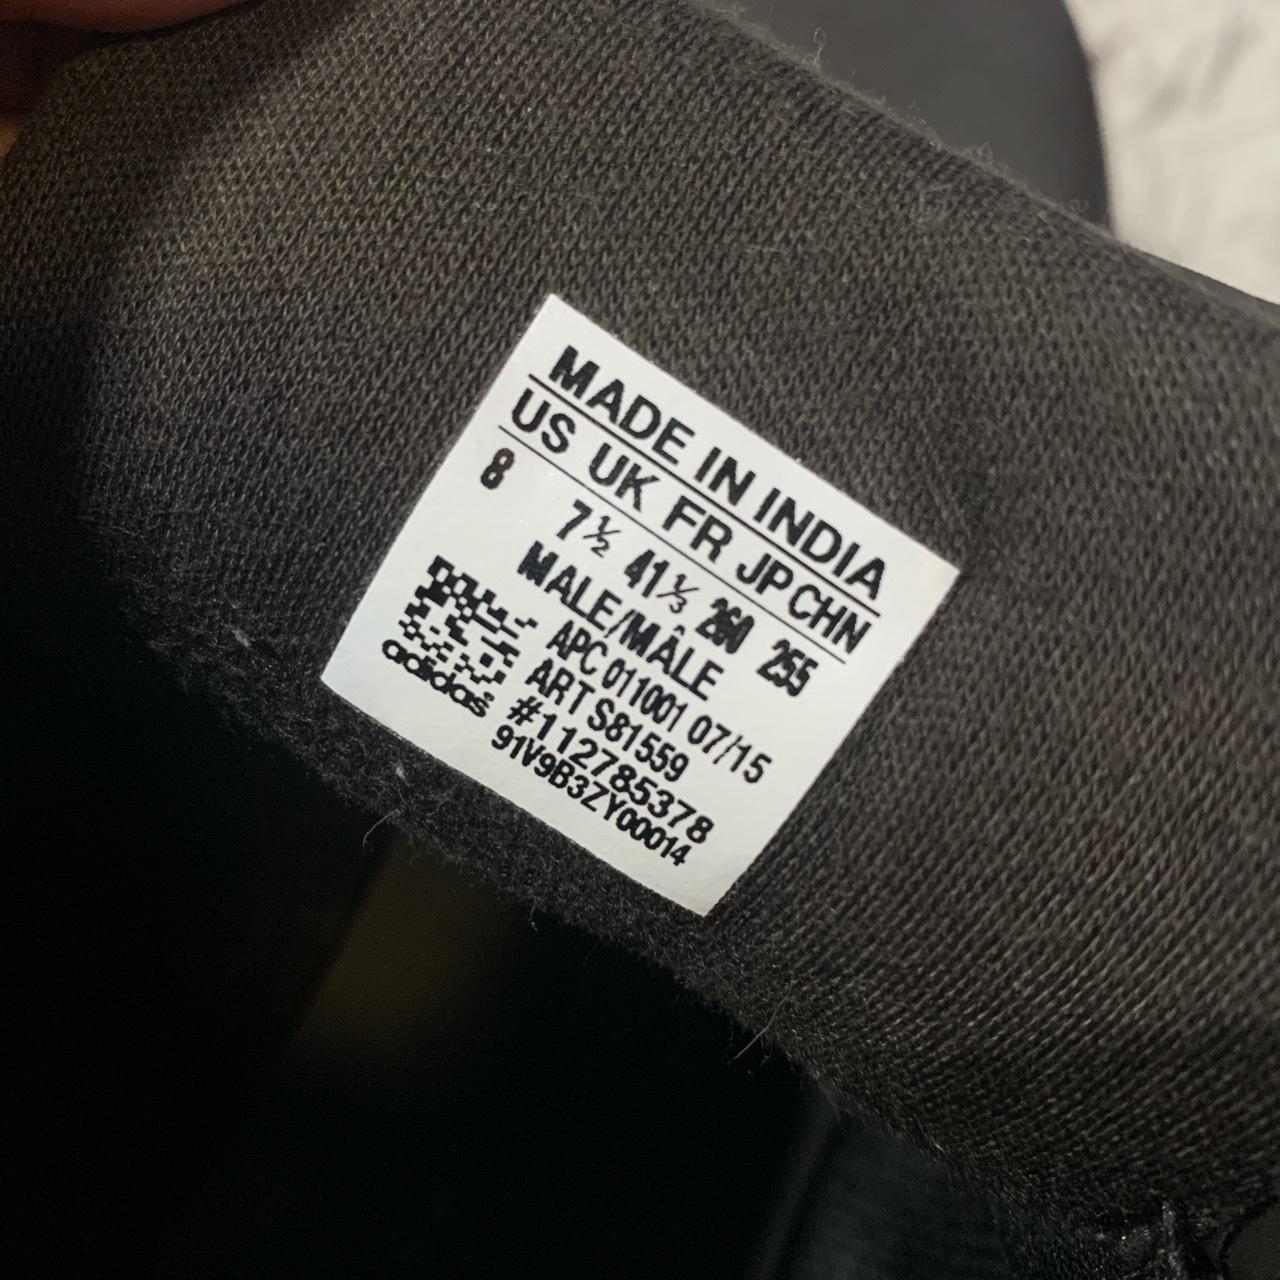 MADE IN INDIA
US UK FR JP CHN
8 7½ 41⅓ 260 255
MALE/MÂLE
APC 011001 07/15
ART S81559
#112785378
91V9B3ZY00014
adidas